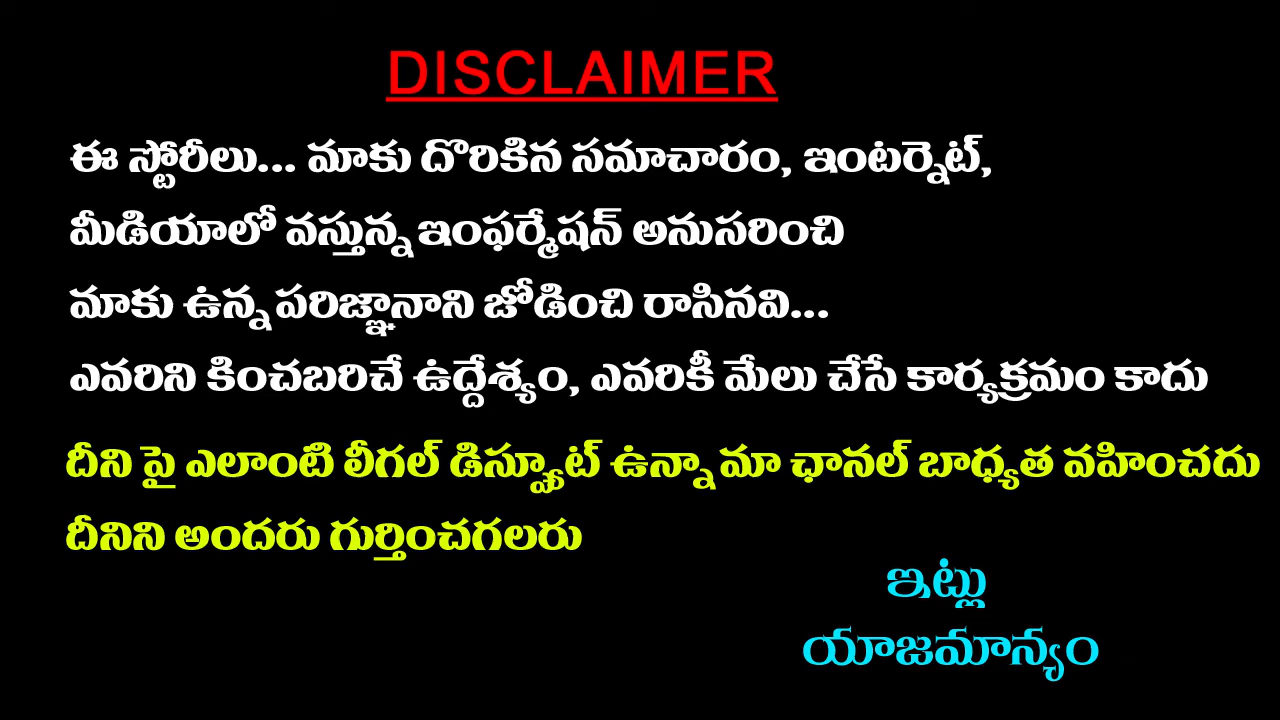 DISCLAIMER
ఈ స్టోరీలు... మాకు దొరికిన సమాచారం, ఇంటర్నెట్,
మీడియాలో వస్తున్న ఇంఫర్మేషన్ అనుసరించి
మాకు ఉన్న పరిజ్ఞానాని జోడించి రాసినవి...
ఎవరిని కించబరిచే ఉద్దేశ్యం, ఎవరికీ మేలు చేసే కార్యక్రమం కాదు
దీని పై ఎలాంటి లీగల్ డిస్ప్యూట్ ఉన్నా మా ఛానల్ బాధ్యత వహించదు
దీనిని అందరు గుర్తించగలరు
ఇట్లు
యాజమాన్యం